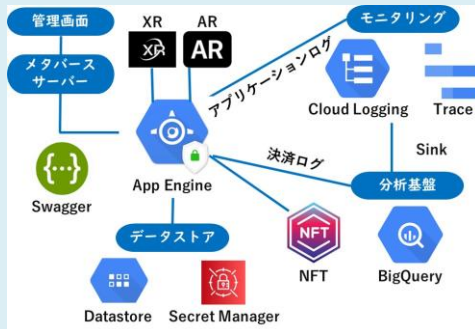 管理画面
メタバース
サーバー
XR
AR
XR
AR
モニタリング
アプリケーションログ
Cloud Logging
Trace
Sink
決済ログ
分析基盤
{···}
Swagger
App Engine
データストア
NFT
NFT
BigQuery
Datastore
Secret Manager